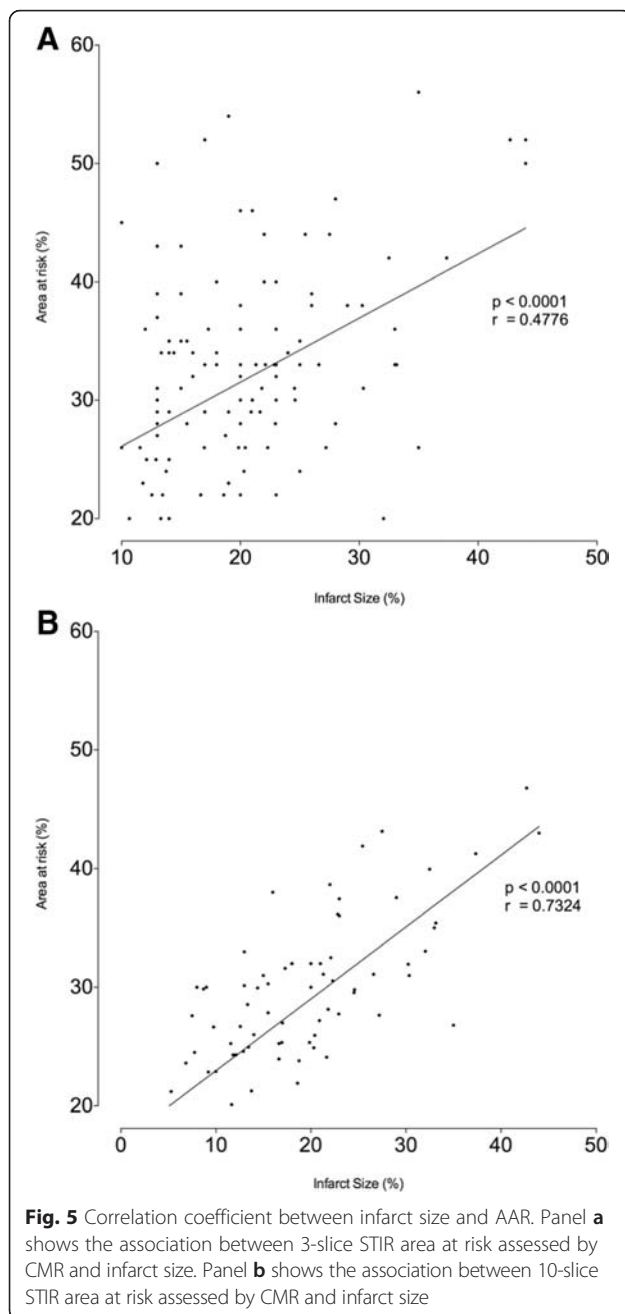 A
60
50
40
30
20
Area at risk (%)
p < 0.0001
r = 0.4776
10 20 30 40 50
Infarct Size (%)
B
60
50
40
30
20
Area at risk (%)
p < 0.0001
r = 0.7324
0 10 20 30 40 50
Infarct Size (%)
Fig. 5 Correlation coefficient between infarct size and AAR. Panel a
shows the association between 3-slice STIR area at risk assessed by
CMR and infarct size. Panel b shows the association between 10-slice
STIR area at risk assessed by CMR and infarct size